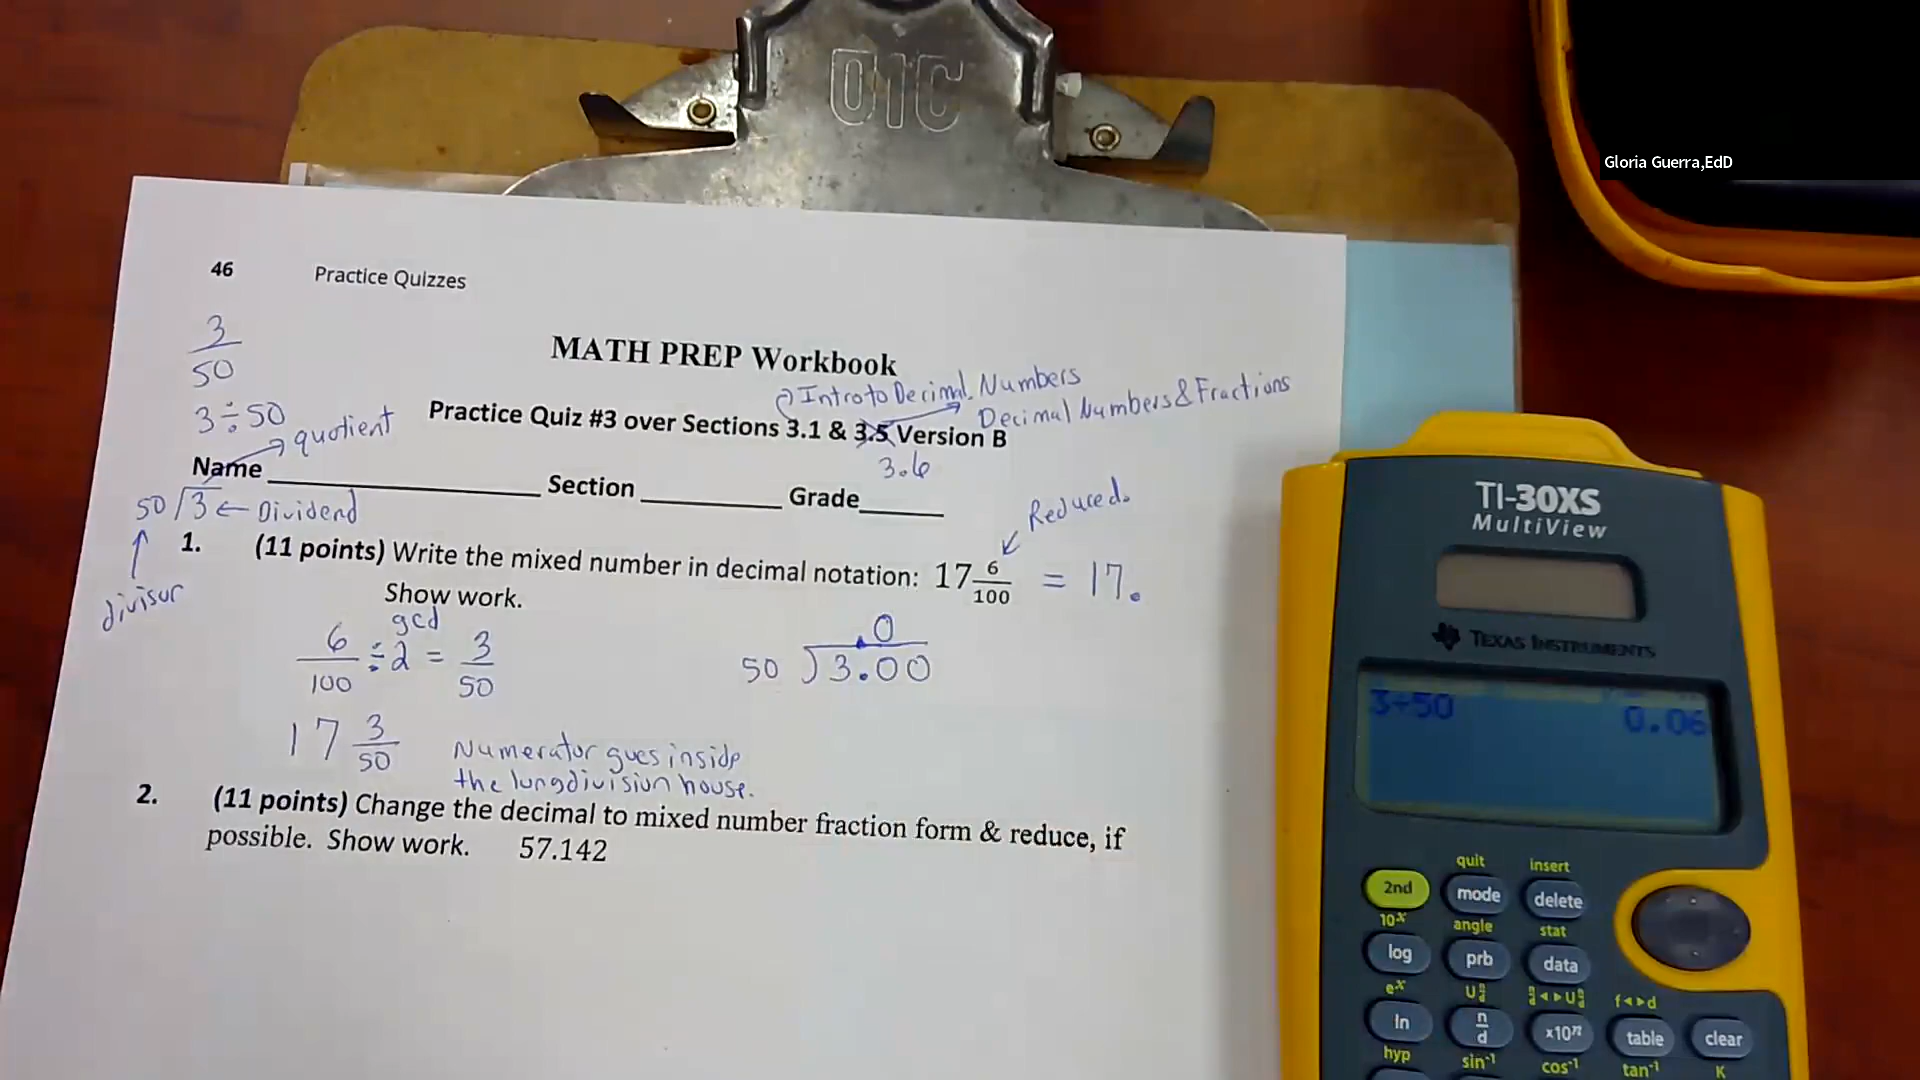 OIC
Gloria Guerra,EdD
46 Practice Quizzes
3
50
MATH PREP Workbook
Intro to Decimal Numbers
3÷50
quotient
Practice Quiz #3 over Sections 3.1 & 3.5 Version B
Decimal Numbers & Fractions
3.6
Name Section Grade
50 3 ← Dividend
divisor
Reduced.
1. (11 points) Write the mixed number in decimal notation: 17 6/100 = 17.
Show work.
gcd
6/100 ÷ 2 = 3/50
.0
50 3.00
17 3/50
Numerator goes inside
the long division house.
2. (11 points) Change the decimal to mixed number fraction form & reduce, if
possible. Show work. 57.142
TI-30XS
MultiView
TEXAS INSTRUMENTS
3÷50
0.06
quit insert
2nd mode delete
10ˣ angle stat
log prb data
eˣ U n/d n/d◄►U n/d f◄►d
ln n/d ×10ⁿ table clear
hyp sin⁻¹ cos⁻¹ tan⁻¹ K